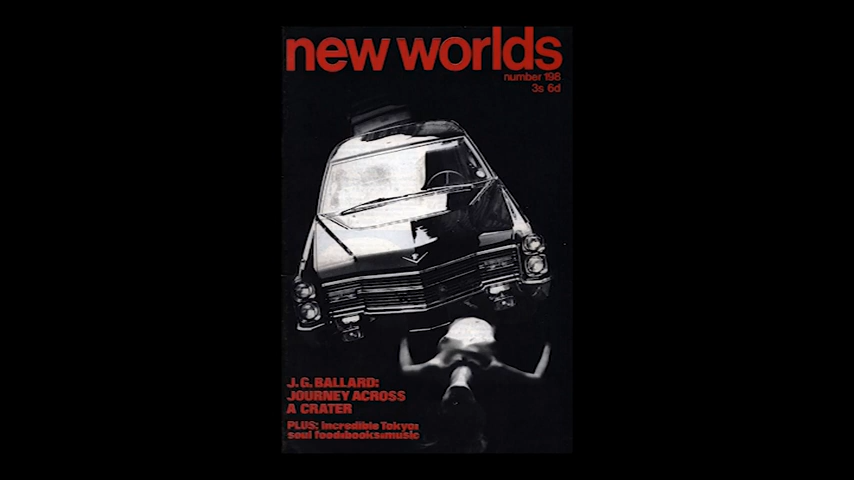 new worlds
number 198
3s 6d
J.G. BALLARD:
JOURNEY ACROSS
A CRATER
PLUS: Incredible Tokyo:
soul food:books:music